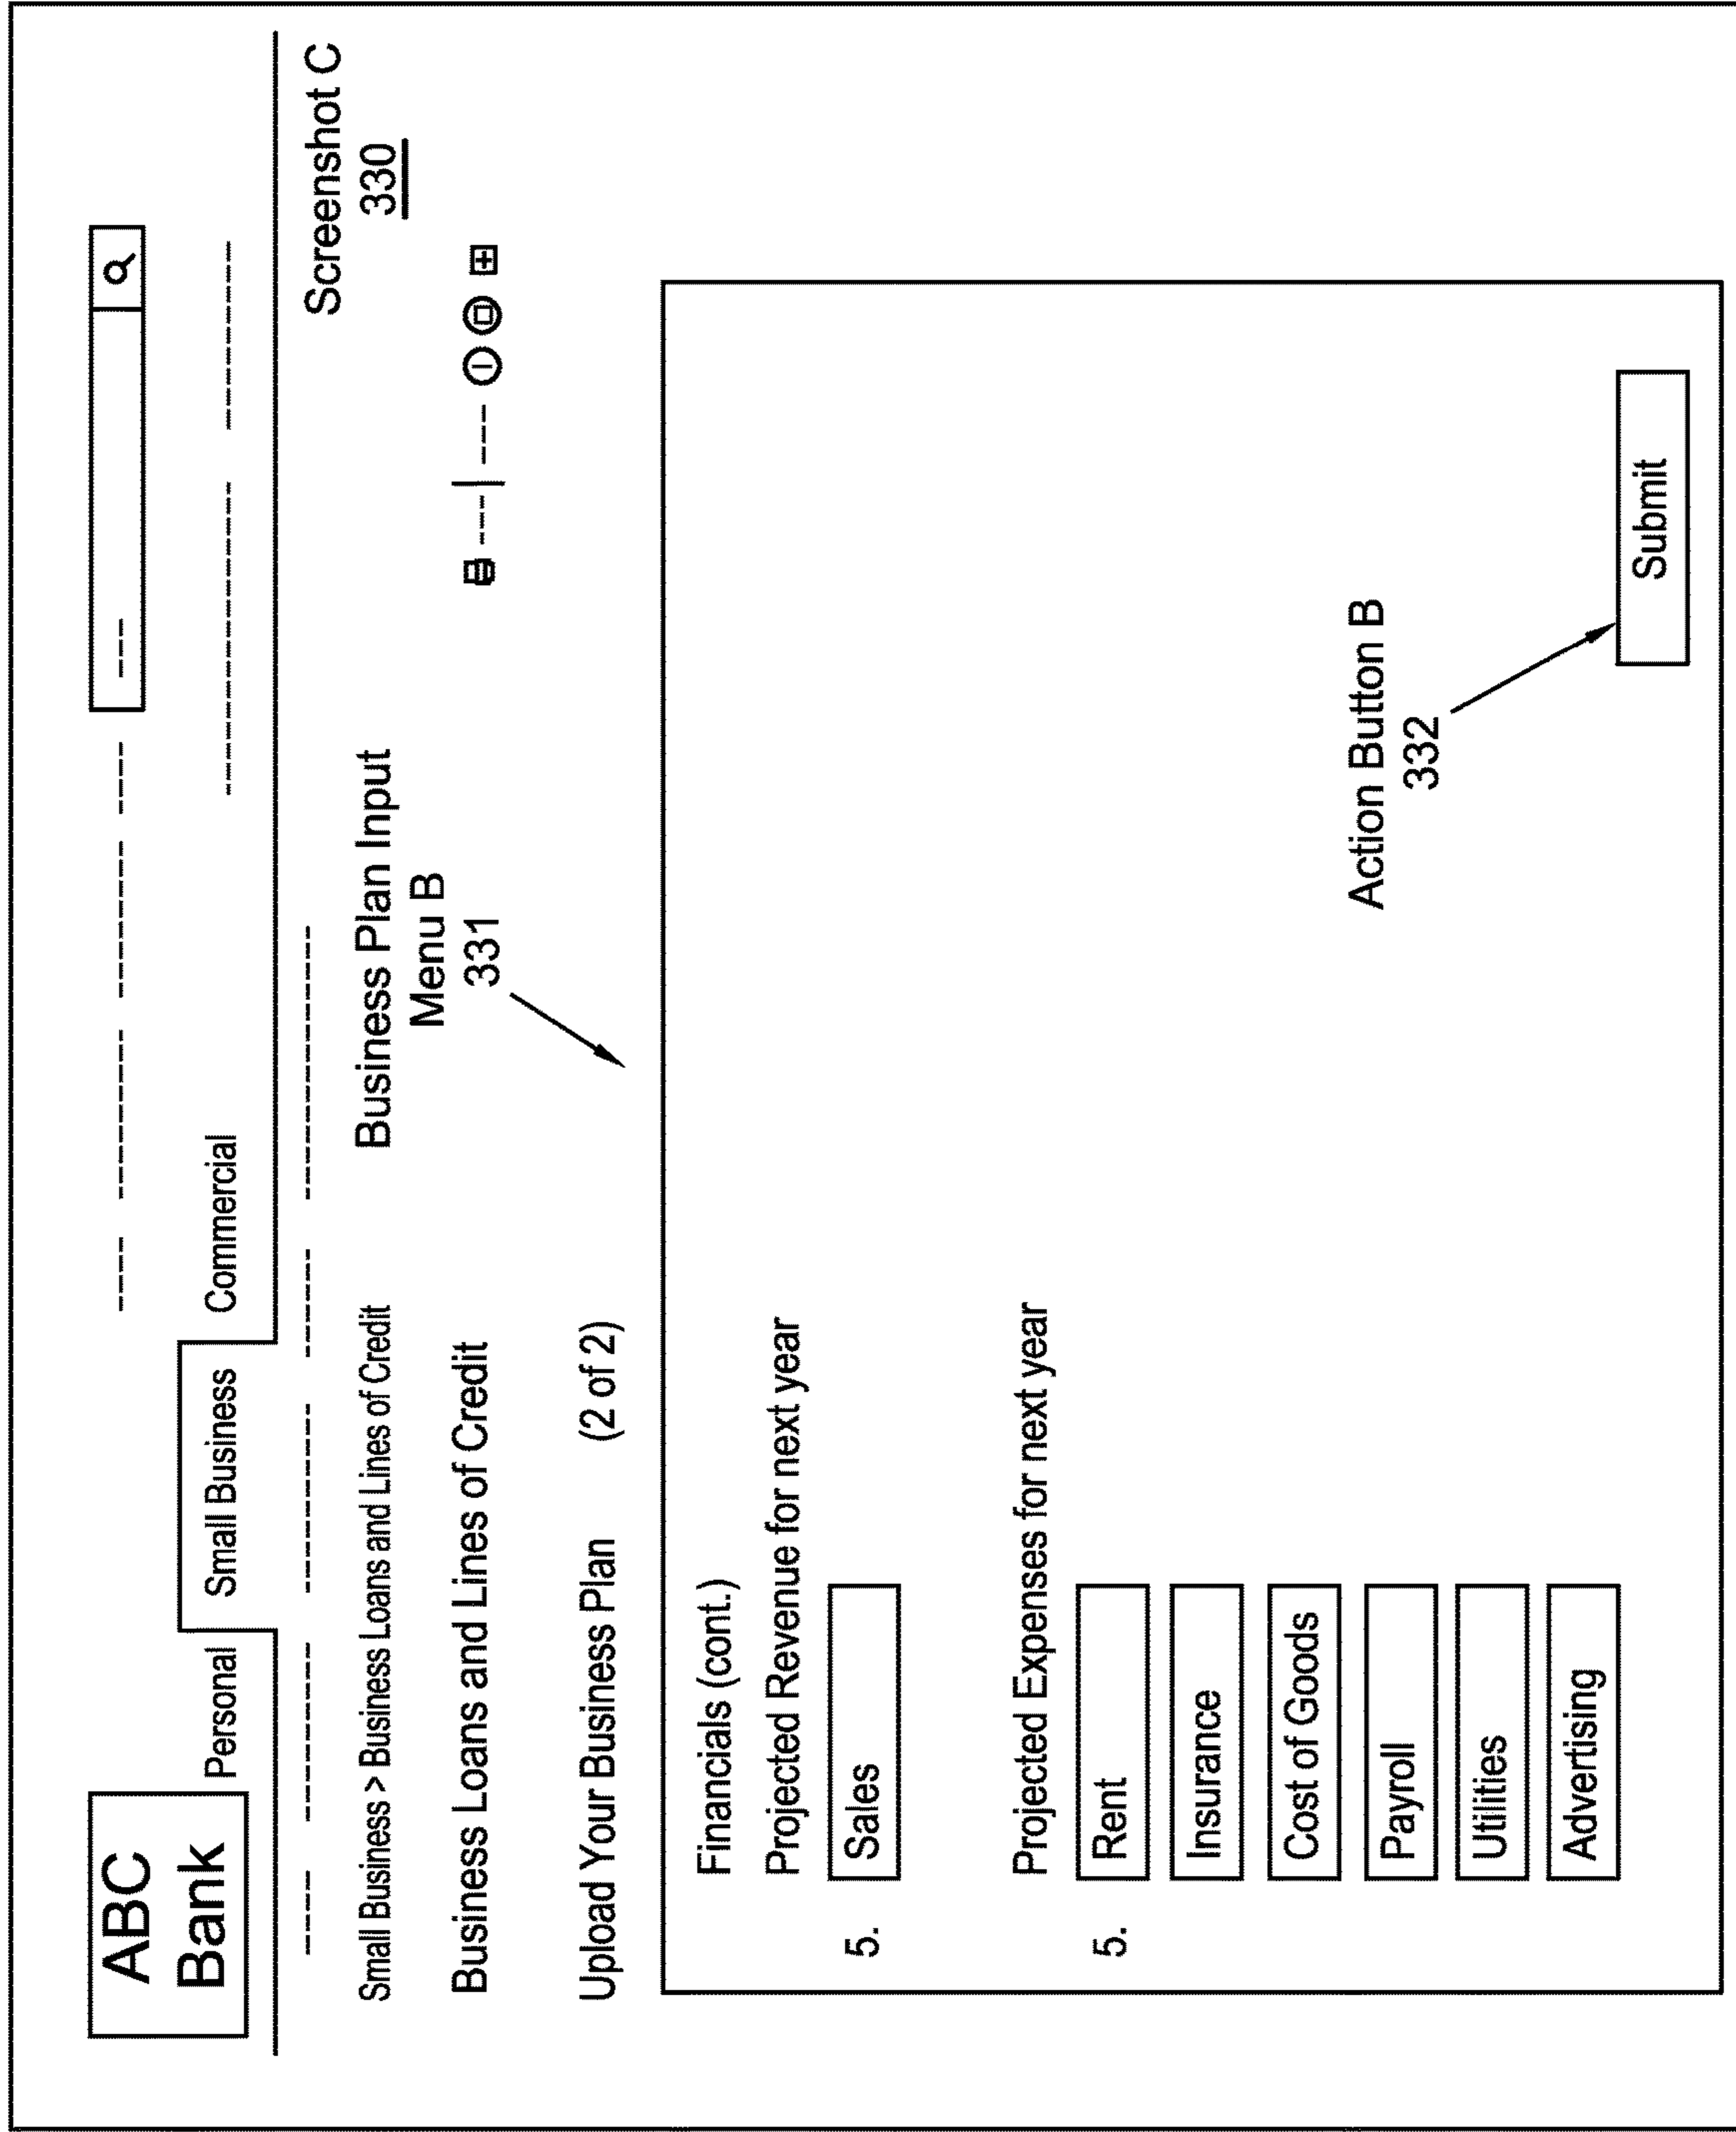 ABC
Bank
Personal
Small Business
Commercial
Screenshot C
330
Small Business > Business Loans and Lines of Credit
Business Plan Input
Menu B
331
Business Loans and Lines of Credit
Upload Your Business Plan (2 of 2)
Financials (cont.)
Projected Revenue for next year
5. Sales
Projected Expenses for next year
5. Rent
Insurance
Cost of Goods
Payroll
Utilities
Advertising
Action Button B
332
Submit